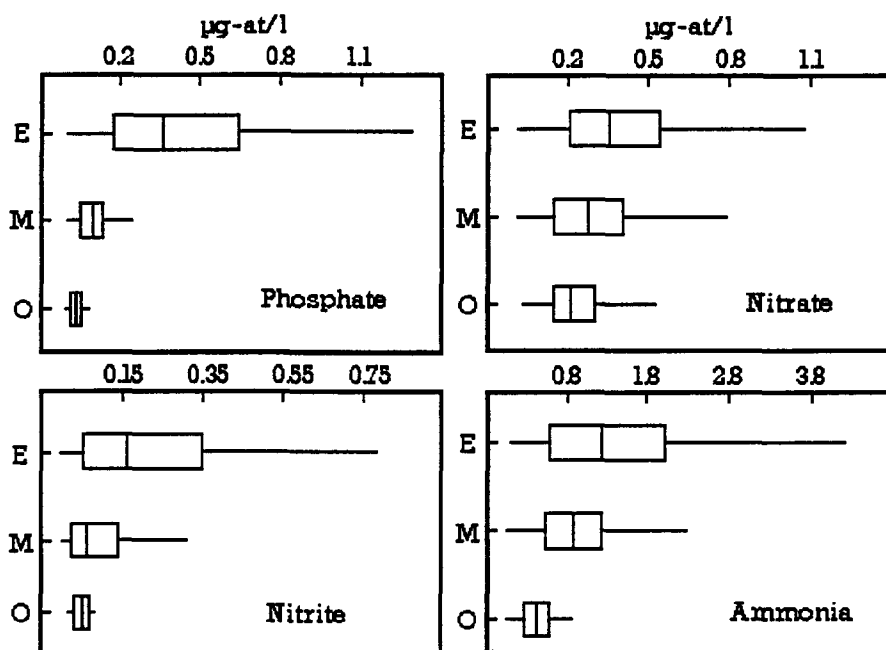 µg-at/l µg-at/l
0.2 0.5 0.8 1.1
0.2 0.5 0.8 1.1
E
M
O
Phosphate
E
M
O
Nitrate
0.15 0.35 0.55 0.75
0.8 1.8 2.8 3.8
E
M
O
Nitrite
E
M
O
Ammonia